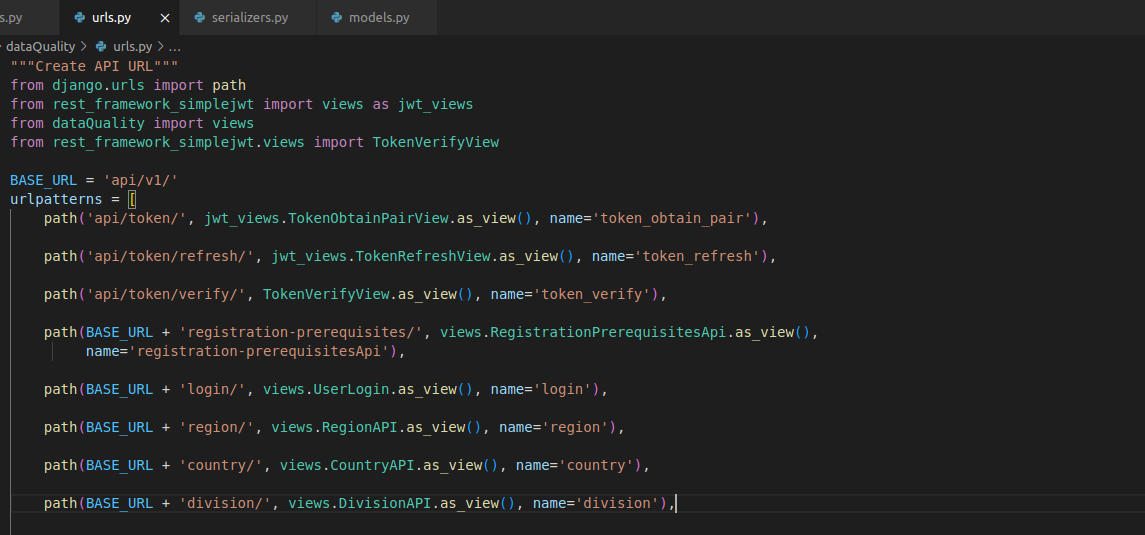 s.py urls.py × serializers.py models.py
dataQuality > urls.py > ...
"""Create API URL"""
from django.urls import path
from rest_framework_simplejwt import views as jwt_views
from dataQuality import views
from rest_framework_simplejwt.views import TokenVerifyView
BASE_URL = 'api/v1/'
urlpatterns = [
path('api/token/', jwt_views.TokenObtainPairView.as_view(), name='token_obtain_pair'),
path('api/token/refresh/', jwt_views.TokenRefreshView.as_view(), name='token_refresh'),
path('api/token/verify/', TokenVerifyView.as_view(), name='token_verify'),
path(BASE_URL + 'registration-prerequisites/', views.RegistrationPrerequisitesApi.as_view(),
name='registration-prerequisitesApi'),
path(BASE_URL + 'login/', views.UserLogin.as_view(), name='login'),
path(BASE_URL + 'region/', views.RegionAPI.as_view(), name='region'),
path(BASE_URL + 'country/', views.CountryAPI.as_view(), name='country'),
path(BASE_URL + 'division/', views.DivisionAPI.as_view(), name='division'),